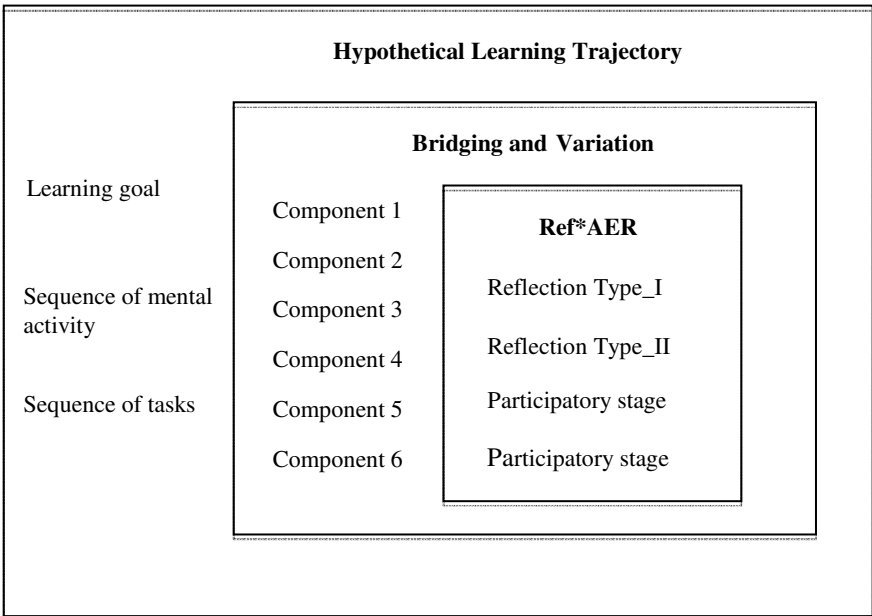 Hypothetical Learning Trajectory
Learning goal
Sequence of mental
activity
Sequence of tasks
Bridging and Variation
Component 1
Component 2
Component 3
Component 4
Component 5
Component 6
Ref*AER
Reflection Type_I
Reflection Type_II
Participatory stage
Participatory stage